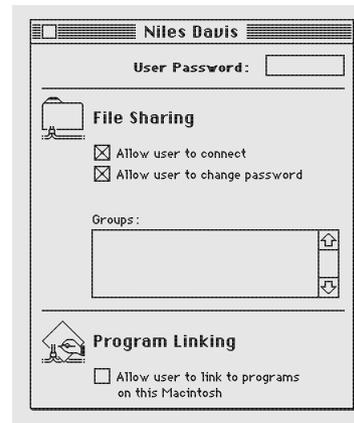 Niles Davis
User Password:
File Sharing
Allow user to connect
Allow user to change password
Groups:
Program Linking
Allow user to link to programs
on this Macintosh